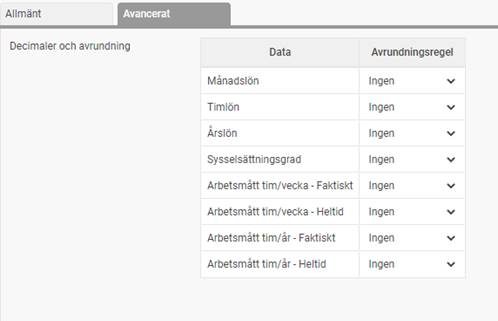 Allmänt Avancerat
Decimaler och avrundning
Data Avrundningsregel
Månadslön Ingen
Timlön Ingen
Årslön Ingen
Sysselsättningsgrad Ingen
Arbetsmått tim/vecka - Faktiskt Ingen
Arbetsmått tim/vecka - Heltid Ingen
Arbetsmått tim/år - Faktiskt Ingen
Arbetsmått tim/år - Heltid Ingen